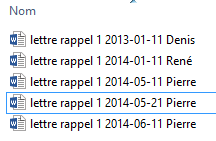 Nom
lettre rappel 1 2013-01-11 Denis
lettre rappel 1 2014-01-11 René
lettre rappel 1 2014-05-11 Pierre
lettre rappel 1 2014-05-21 Pierre
lettre rappel 1 2014-06-11 Pierre